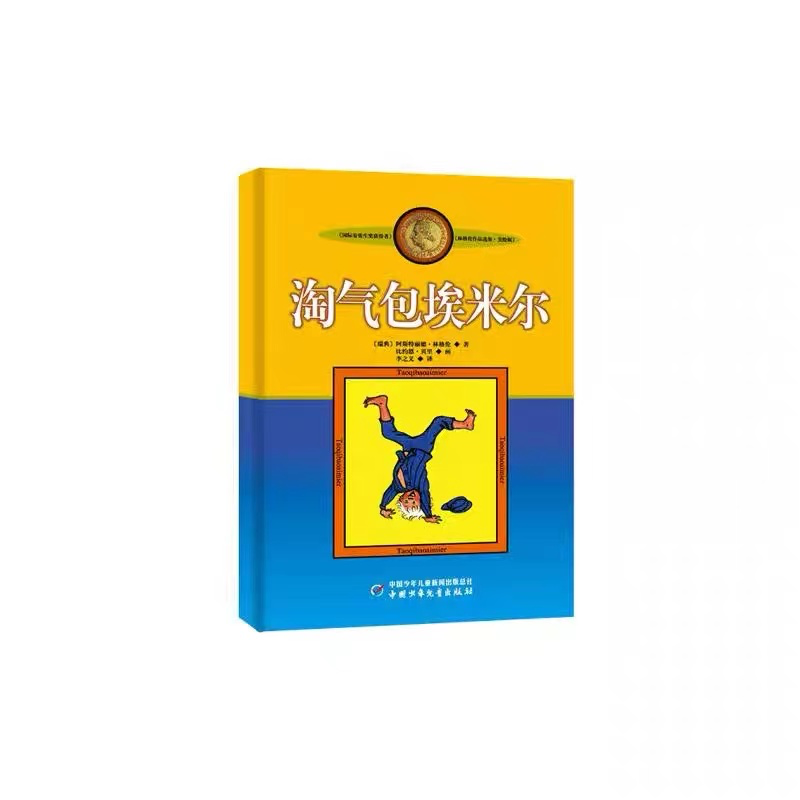 《国际安徒生奖获得者》 《林格伦作品选集·美绘版》
淘气包埃米尔
〔瑞典〕阿斯特丽德·林格伦◆著
比约恩·贝里◆画
李之义◆译
Taoqibaoaimier
Taoqibaoaimier
Taoqibaoaimier
Taoqibaoaimier
中国少年儿童新闻出版总社
中国少年儿童出版社